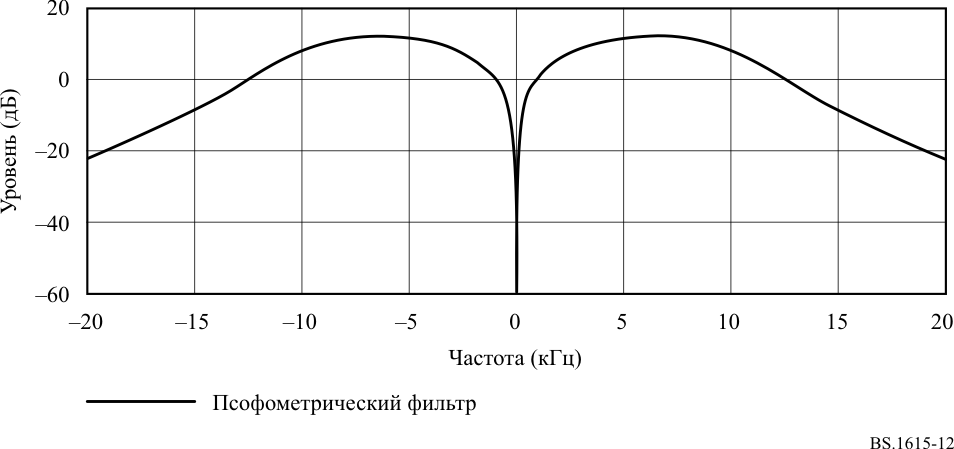 20
0
–20
–40
–60
Уровень (дБ)
–20 –15 –10 –5 0 5 10 15 20
Частота (кГц)
Псофометрический фильтр
BS.1615-12